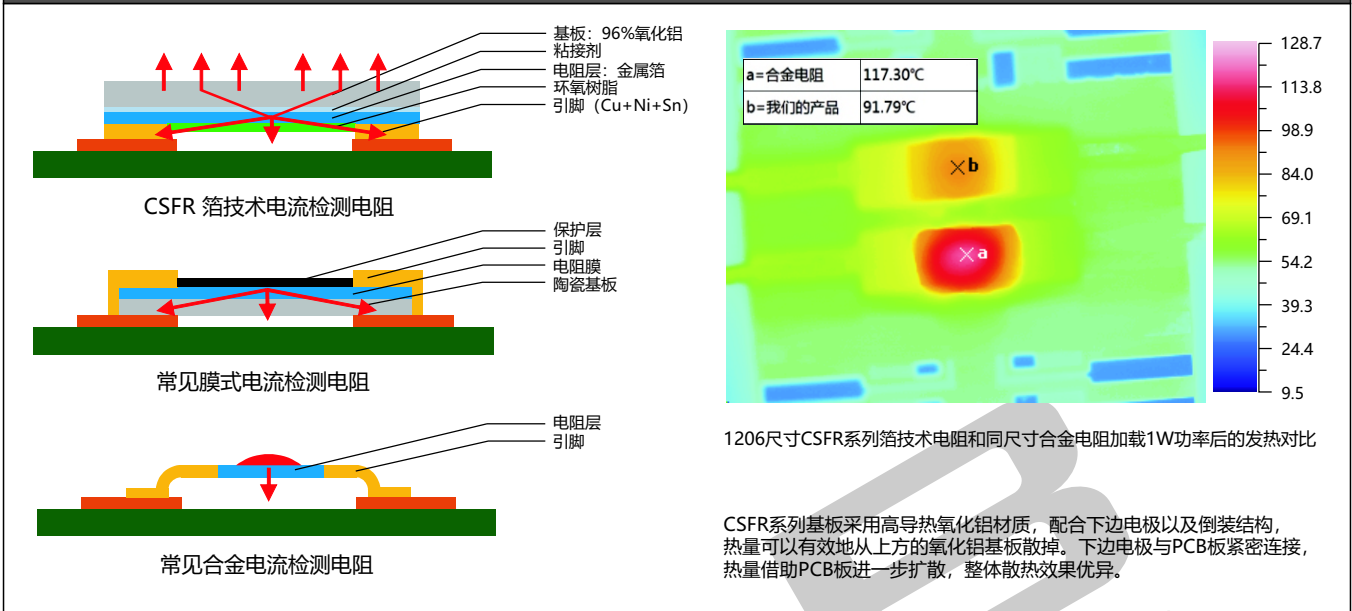 基板：96%氧化铝
粘接剂
电阻层：金属箔
环氧树脂
引脚（Cu+Ni+Sn）
CSFR 箔技术电流检测电阻
保护层
引脚
电阻膜
陶瓷基板
常见膜式电流检测电阻
电阻层
引脚
常见合金电流检测电阻
a=合金电阻 117.30℃
b=我们的产品 91.79℃
b
a
128.7
113.8
98.9
84.0
69.1
54.2
39.3
24.4
9.5
1206尺寸CSFR系列箔技术电阻和同尺寸合金电阻加载1W功率后的发热对比
CSFR系列基板采用高导热氧化铝材质，配合下边电极以及倒装结构，
热量可以有效地从上方的氧化铝基板散掉。下边电极与PCB板紧密连接，
热量借助PCB板进一步扩散，整体散热效果优异。